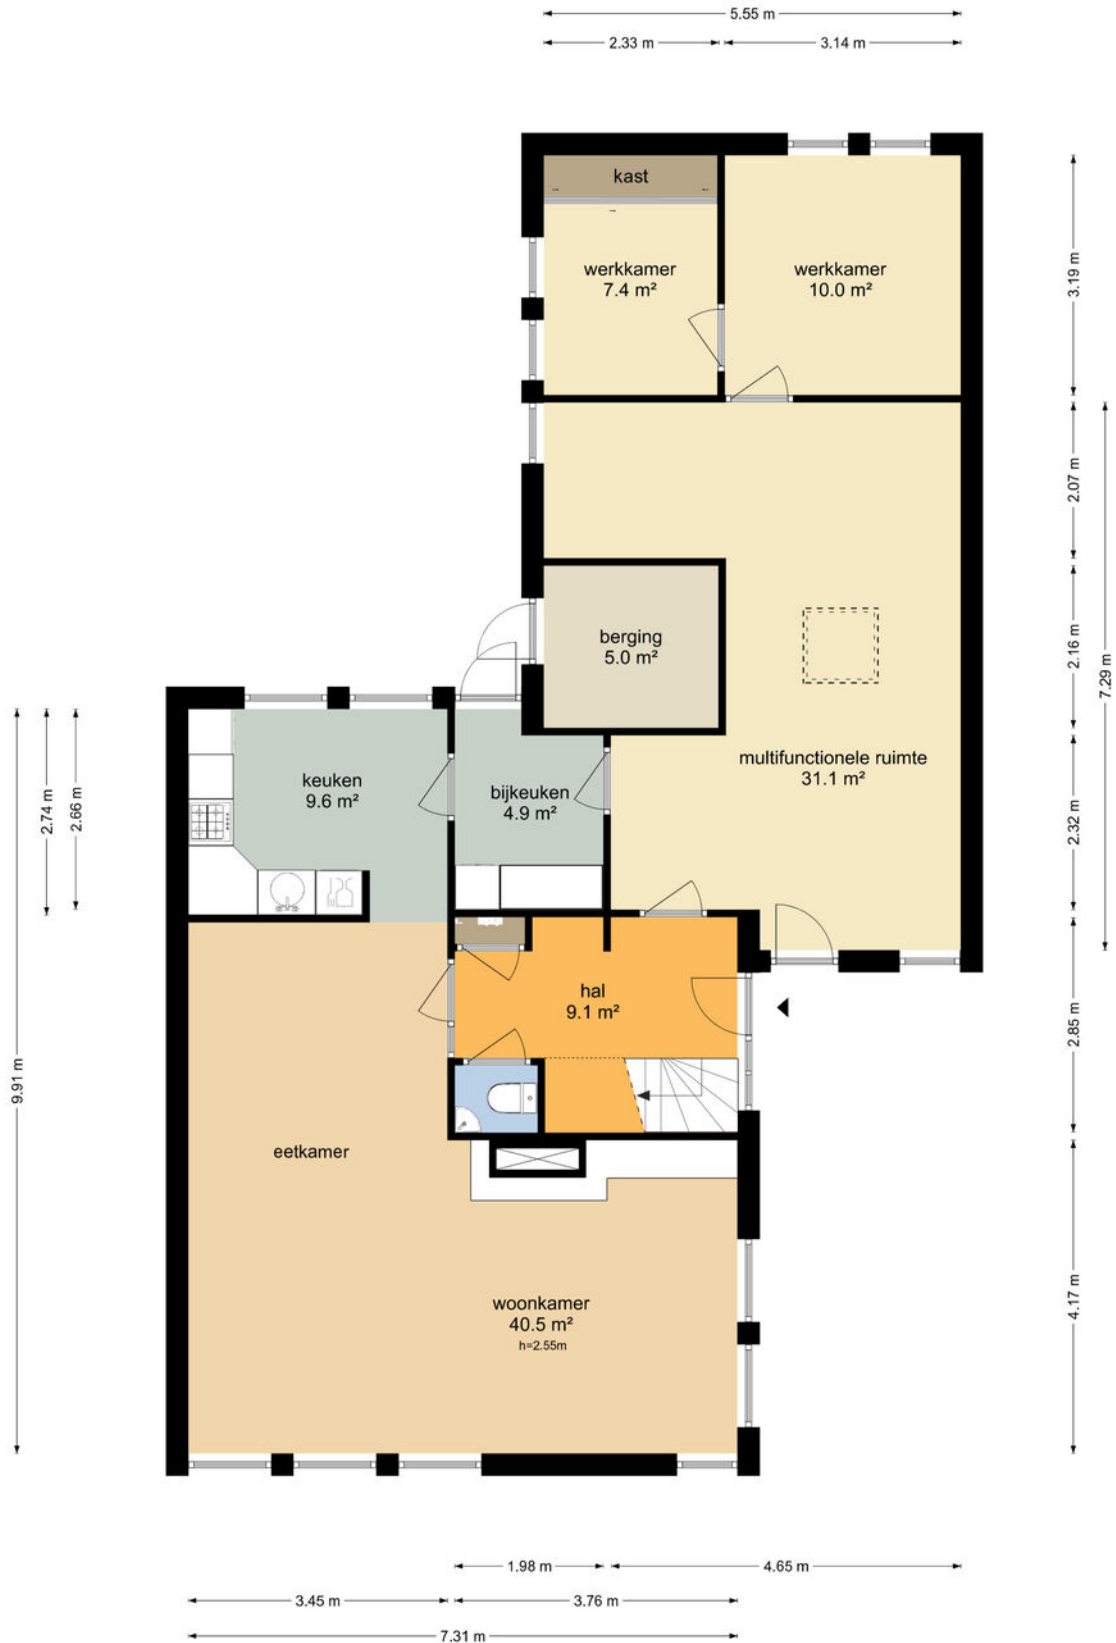 5.55 m
2.33 m
3.14 m
kast
werkkamer
7.4 m²
werkkamer
10.0 m²
3.19 m
2.07 m
berging
5.0 m²
2.16 m
7.29 m
multifunctionele ruimte
31.1 m²
keuken
9.6 m²
bijkeuken
4.9 m²
2.74 m
2.66 m
2.32 m
hal
9.1 m²
2.85 m
9.91 m
eetkamer
woonkamer
40.5 m²
h=2.55m
4.17 m
1.98 m
4.65 m
3.45 m
3.76 m
7.31 m